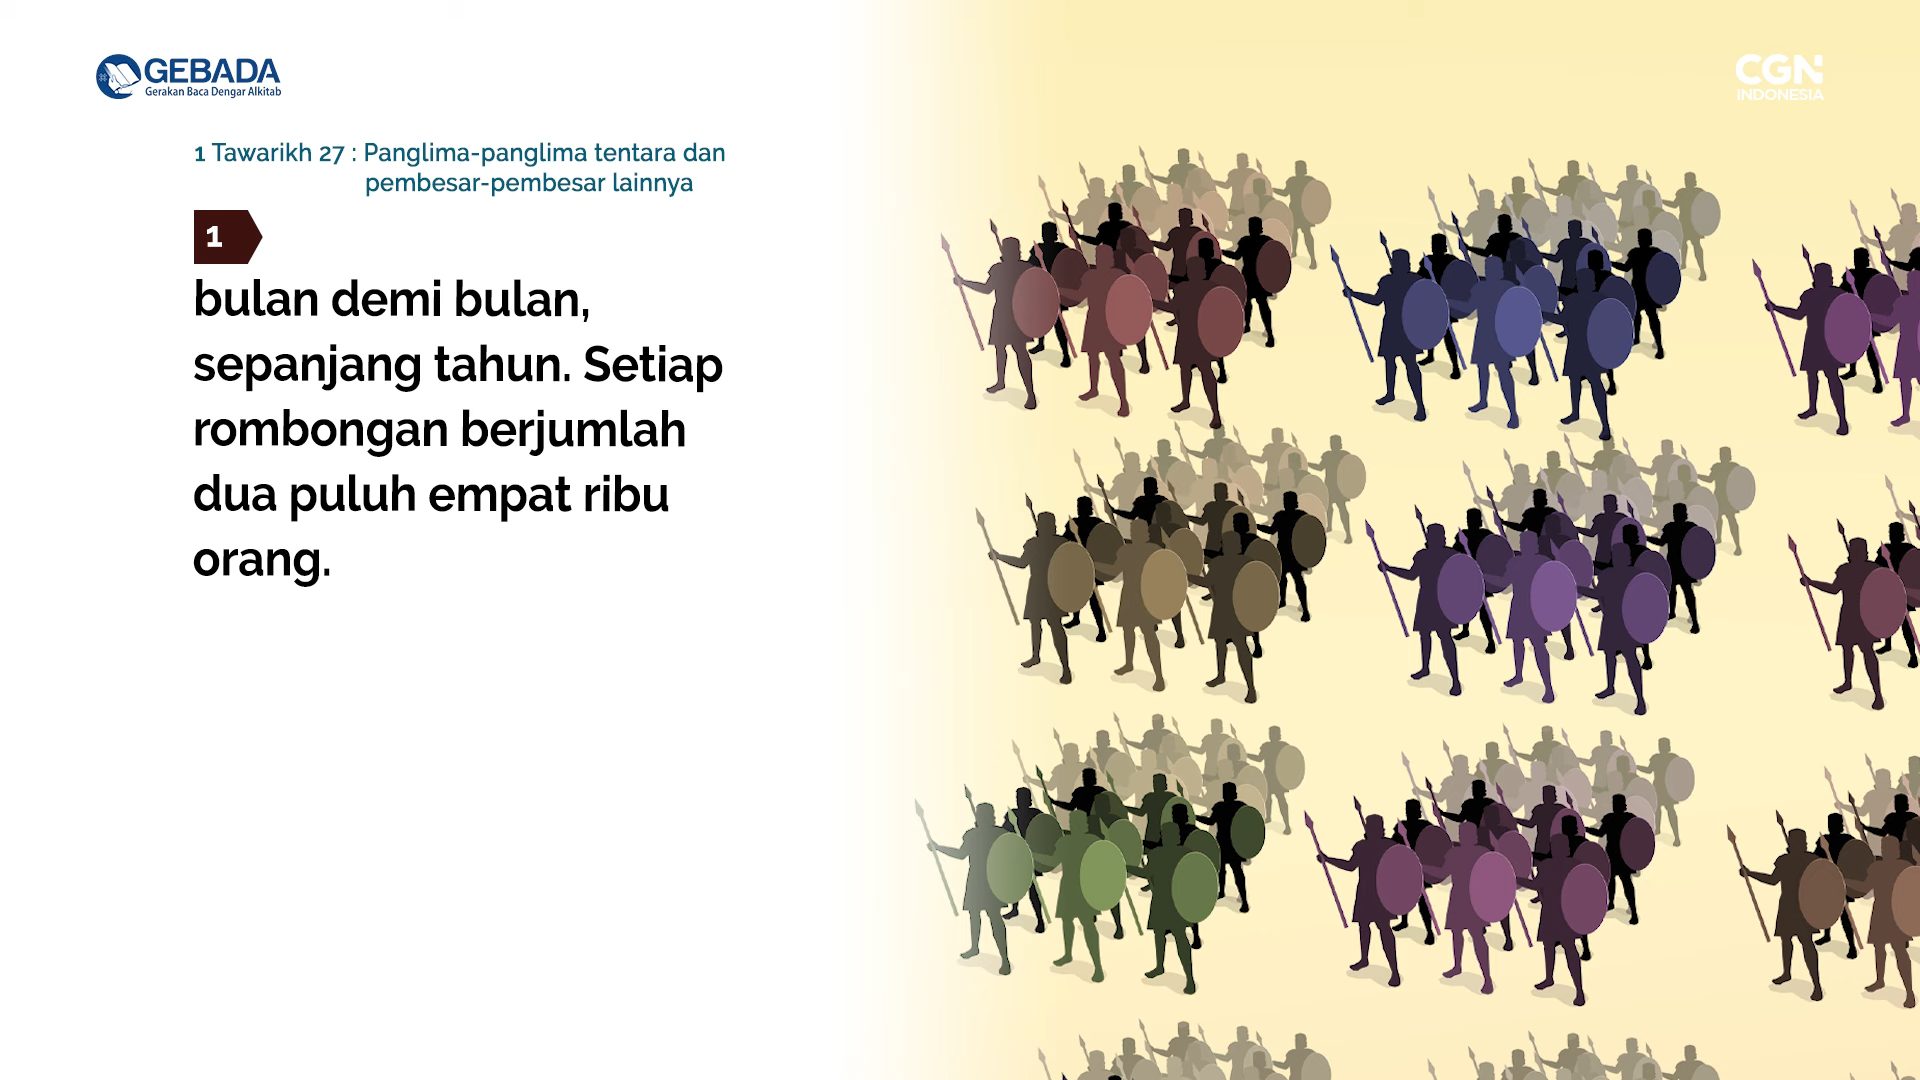 GEBADA
Gerakan Baca Dengar Alkitab
CGN
INDONESIA
1 Tawarikh 27 : Panglima-panglima tentara dan
pembesar-pembesar lainnya
1
bulan demi bulan,
sepanjang tahun. Setiap
rombongan berjumlah
dua puluh empat ribu
orang.